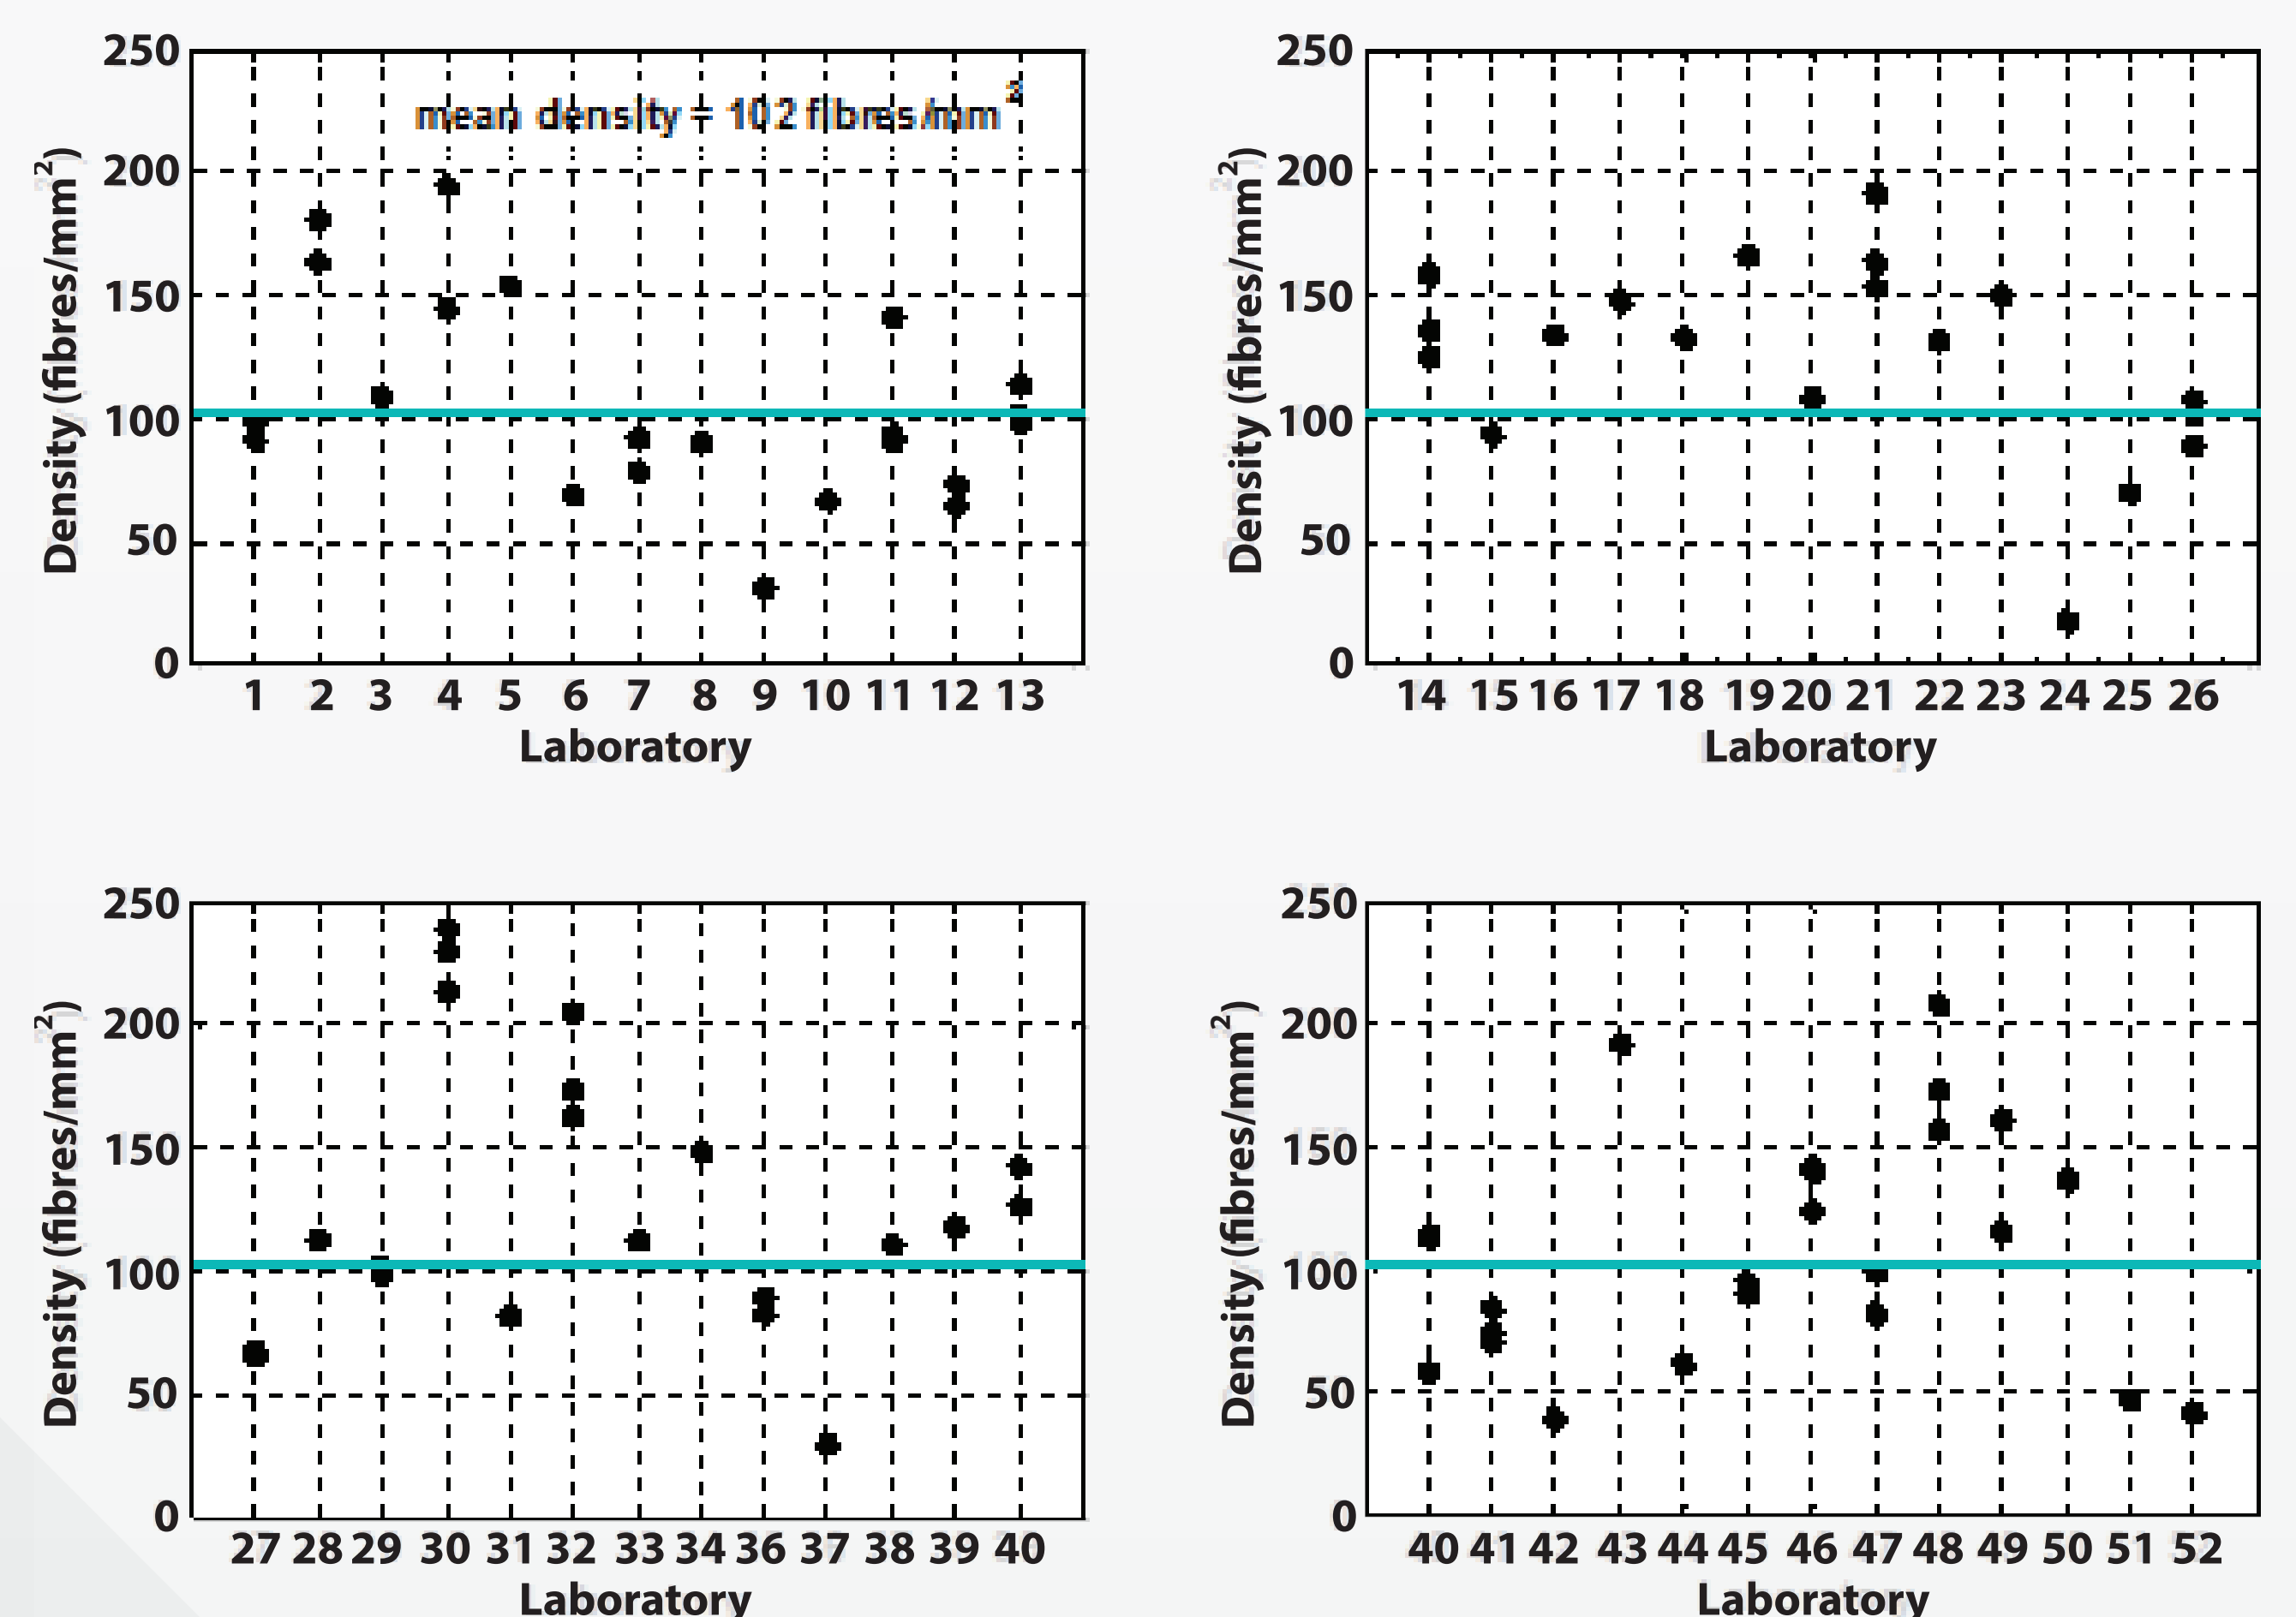 250
200
150
100
50
0
Density (fibres/mm²)
mean density = 102 fibres/mm²
1 2 3 4 5 6 7 8 9 10 11 12 13
Laboratory
250
200
150
100
50
0
Density (fibres/mm²)
14 15 16 17 18 19 20 21 22 23 24 25 26
Laboratory
250
200
150
100
50
0
Density (fibres/mm²)
27 28 29 30 31 32 33 34 36 37 38 39 40
Laboratory
250
200
150
100
50
0
Density (fibres/mm²)
40 41 42 43 44 45 46 47 48 49 50 51 52
Laboratory